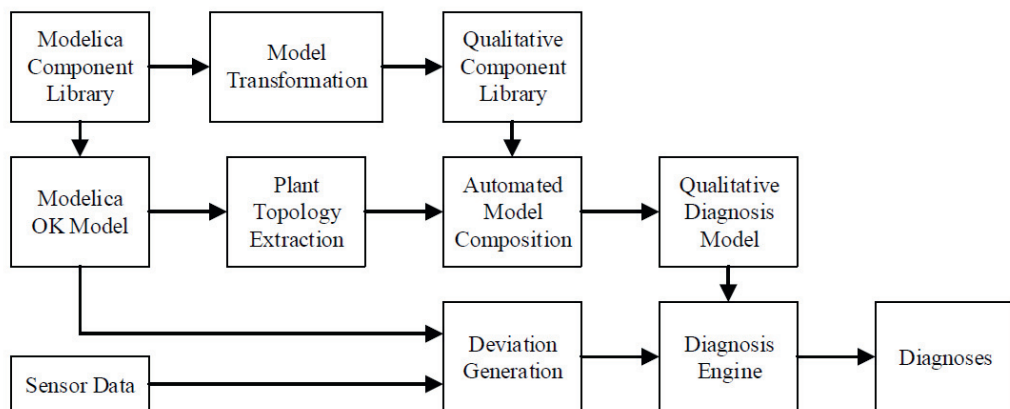 Modelica
Component
Library
Model
Transformation
Qualitative
Component
Library
Modelica
OK Model
Plant
Topology
Extraction
Automated
Model
Composition
Qualitative
Diagnosis
Model
Deviation
Generation
Diagnosis
Engine
Diagnoses
Sensor Data